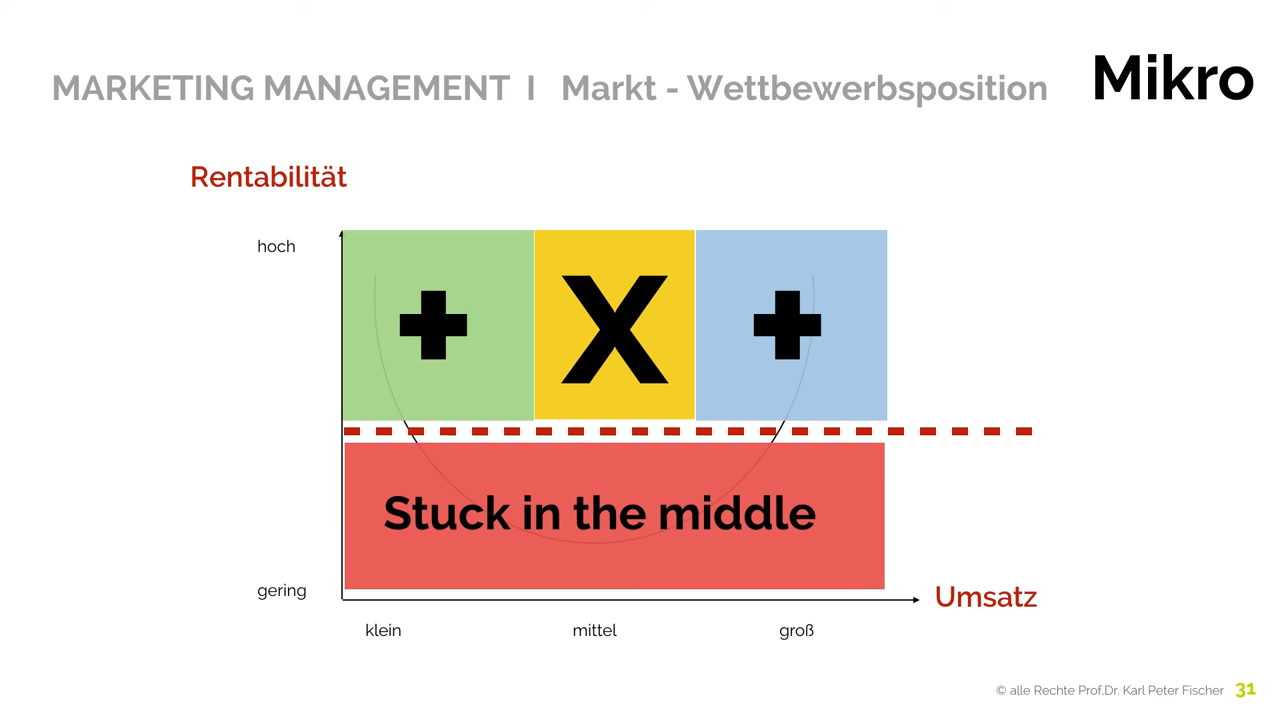 MARKETING MANAGEMENT I Markt - Wettbewerbsposition
Mikro
Rentabilität
hoch
+ X +
Stuck in the middle
gering
Umsatz
klein mittel groß
© alle Rechte Prof.Dr. Karl Peter Fischer 31